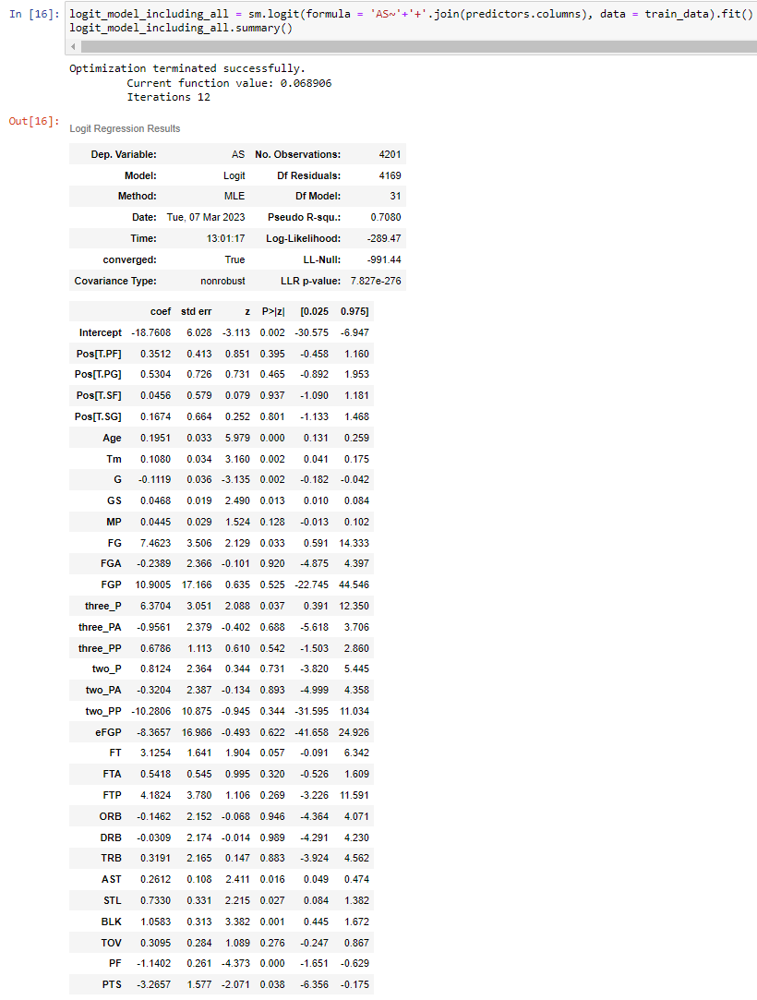 In [16]: logit_model_including_all = sm.logit(formula = 'AS~'+'+'.join(predictors.columns), data = train_data).fit()
logit_model_including_all.summary()
Optimization terminated successfully.
Current function value: 0.068906
Iterations 12
Out[16]:
Logit Regression Results
Dep. Variable: AS No. Observations: 4201
Model: Logit Df Residuals: 4169
Method: MLE Df Model: 31
Date: Tue, 07 Mar 2023 Pseudo R-squ.: 0.7080
Time: 13:01:17 Log-Likelihood: -289.47
converged: True LL-Null: -991.44
Covariance Type: nonrobust LLR p-value: 7.827e-276
coef std err z P>|z| [0.025 0.975]
Intercept -18.7608 6.028 -3.113 0.002 -30.575 -6.947
Pos[T.PF] 0.3512 0.413 0.851 0.395 -0.458 1.160
Pos[T.PG] 0.5304 0.726 0.731 0.465 -0.892 1.953
Pos[T.SF] 0.0456 0.579 0.079 0.937 -1.090 1.181
Pos[T.SG] 0.1674 0.664 0.252 0.801 -1.133 1.468
Age 0.1951 0.033 5.979 0.000 0.131 0.259
Tm 0.1080 0.034 3.160 0.002 0.041 0.175
G -0.1119 0.036 -3.135 0.002 -0.182 -0.042
GS 0.0468 0.019 2.490 0.013 0.010 0.084
MP 0.0445 0.029 1.524 0.128 -0.013 0.102
FG 7.4623 3.506 2.129 0.033 0.591 14.333
FGA -0.2389 2.366 -0.101 0.920 -4.875 4.397
FGP 10.9005 17.166 0.635 0.525 -22.745 44.546
three_P 6.3704 3.051 2.088 0.037 0.391 12.350
three_PA -0.9561 2.379 -0.402 0.688 -5.618 3.706
three_PP 0.6786 1.113 0.610 0.542 -1.503 2.860
two_P 0.8124 2.364 0.344 0.731 -3.820 5.445
two_PA -0.3204 2.387 -0.134 0.893 -4.999 4.358
two_PP -10.2806 10.875 -0.945 0.344 -31.595 11.034
eFGP -8.3657 16.986 -0.493 0.622 -41.658 24.926
FT 3.1254 1.641 1.904 0.057 -0.091 6.342
FTA 0.5418 0.545 0.995 0.320 -0.526 1.609
FTP 4.1824 3.780 1.106 0.269 -3.226 11.591
ORB -0.1462 2.152 -0.068 0.946 -4.364 4.071
DRB -0.0309 2.174 -0.014 0.989 -4.291 4.230
TRB 0.3191 2.165 0.147 0.883 -3.924 4.562
AST 0.2612 0.108 2.411 0.016 0.049 0.474
STL 0.7330 0.331 2.215 0.027 0.084 1.382
BLK 1.0583 0.313 3.382 0.001 0.445 1.672
TOV 0.3095 0.284 1.089 0.276 -0.247 0.867
PF -1.1402 0.261 -4.373 0.000 -1.651 -0.629
PTS -3.2657 1.577 -2.071 0.038 -6.356 -0.175